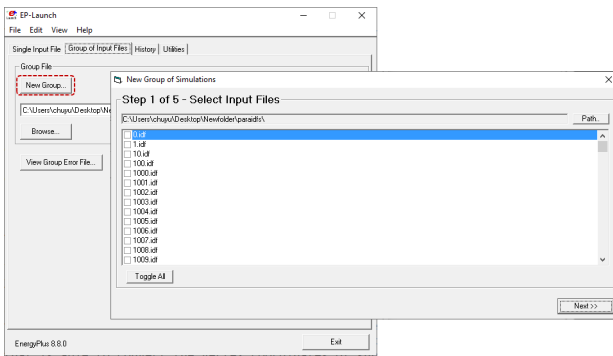 EP-Launch
File Edit View Help
Single Input File Group of Input Files History Utilities
Group File
New Group...
C:\Users\chuyu\Desktop\Ne
Browse...
View Group Error File...
EnergyPlus 8.8.0
Exit
New Group of Simulations
Step 1 of 5 - Select Input Files
C:\Users\chuyu\Desktop\Newfolder\paraidfs\
Path..
0.idf
1.idf
10.idf
100.idf
1000.idf
1001.idf
1002.idf
1003.idf
1004.idf
1005.idf
1006.idf
1007.idf
1008.idf
1009.idf
Toggle All
Next >>